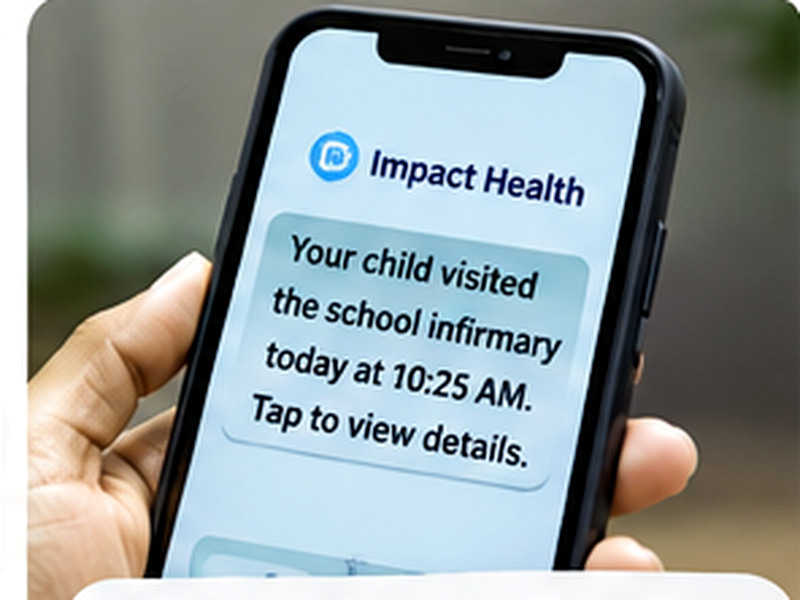 Impact Health
Your child visited
the school infirmary
today at 10:25 AM.
Tap to view details.